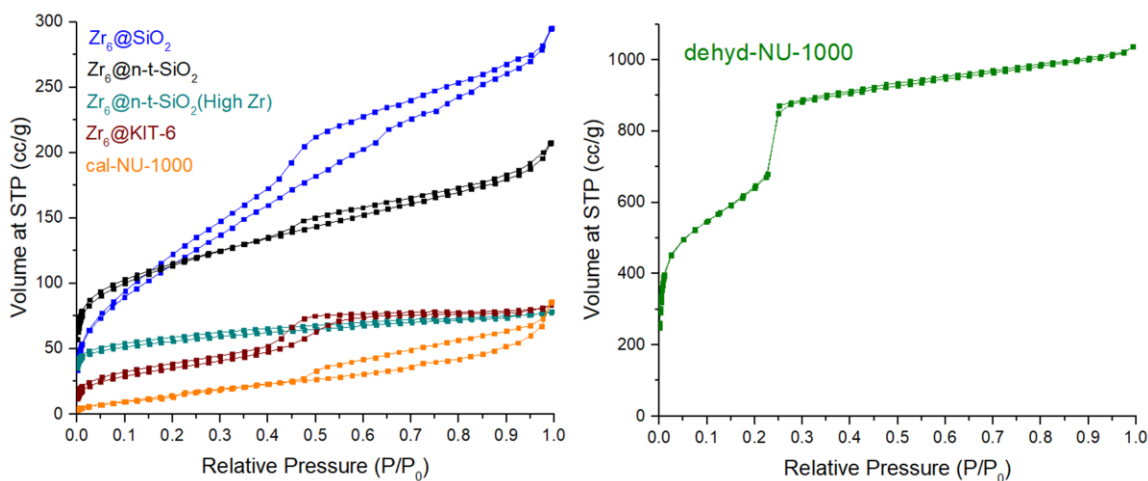 300
250
200
150
100
50
0
Volume at STP (cc/g)
Zr₆@SiO₂
Zr₆@n-t-SiO₂
Zr₆@n-t-SiO₂(High Zr)
Zr₆@KIT-6
cal-NU-1000
0.0 0.1 0.2 0.3 0.4 0.5 0.6 0.7 0.8 0.9 1.0
Relative Pressure (P/P₀)
1000
800
600
400
200
0
Volume at STP (cc/g)
dehyd-NU-1000
0.0 0.1 0.2 0.3 0.4 0.5 0.6 0.7 0.8 0.9 1.0
Relative Pressure (P/P₀)